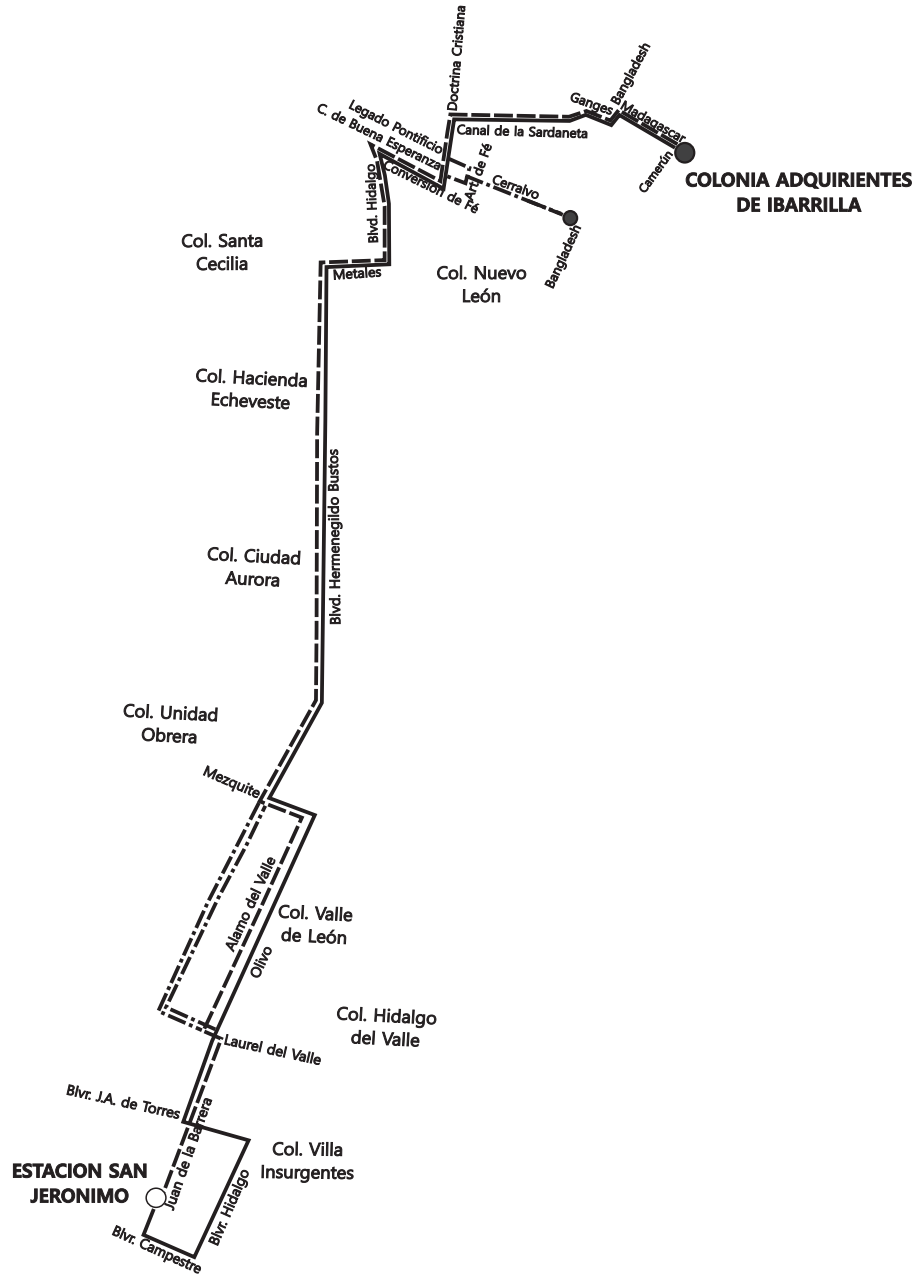 Doctrina Cristiana
Bangladesh
Ganges
Madagascar
Legado Pontificio
C. de Buena Esperanza
Canal de la Sardaneta
Camerún
COLONIA ADQUIRIENTES
DE IBARRILLA
Art. de Fé
Cerralvo
Conversión de Fé
Blvd. Hidalgo
Bangladesh
Col. Santa
Cecilia
Metales
Col. Nuevo
León
Col. Hacienda
Echeveste
Blvd. Hermenegildo Bustos
Col. Ciudad
Aurora
Col. Unidad
Obrera
Mezquite
Alamo del Valle
Olivo
Col. Valle
de León
Col. Hidalgo
del Valle
Laurel del Valle
Blvr. J.A. de Torres
Juan de la Barrera
Col. Villa
Insurgentes
ESTACION SAN
JERONIMO
Blvr. Hidalgo
Blvr. Campestre